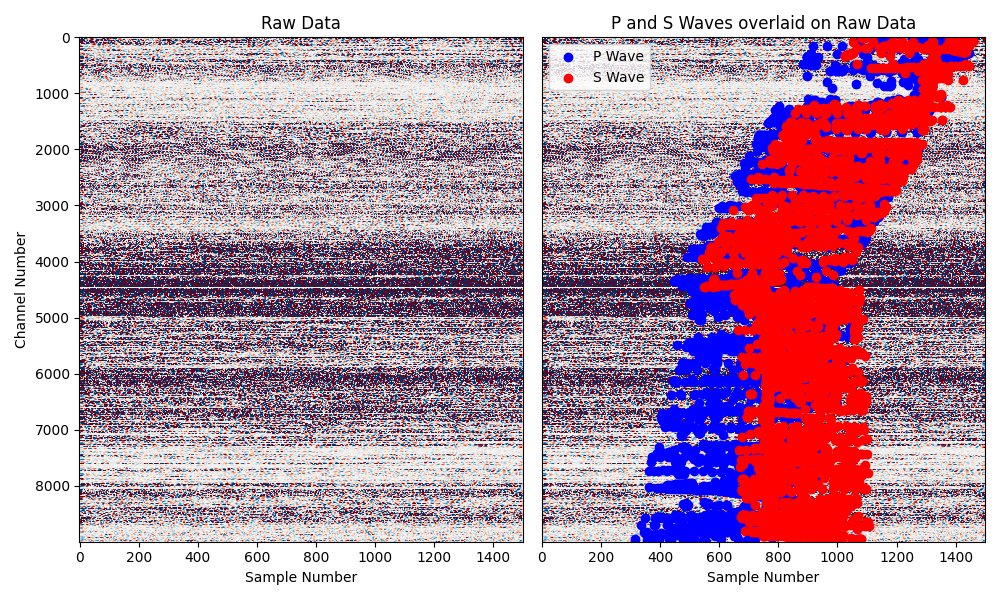 Raw Data
P and S Waves overlaid on Raw Data
P Wave
S Wave
Channel Number
0
1000
2000
3000
4000
5000
6000
7000
8000
0 200 400 600 800 1000 1200 1400
0 200 400 600 800 1000 1200 1400
Sample Number
Sample Number